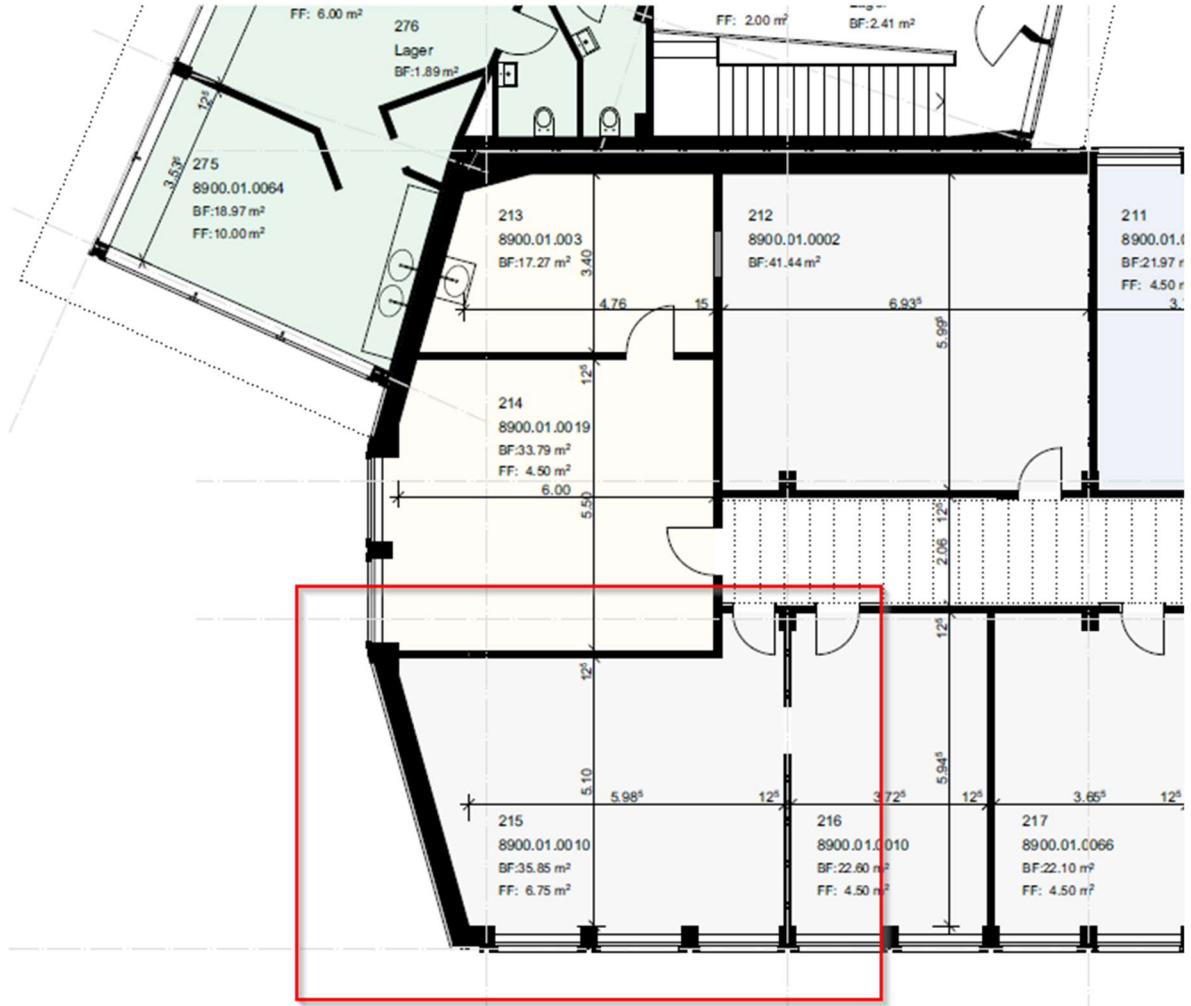 FF: 6.00 m²
276
Lager
BF:1.89 m²
FF: 2.00 m²
BF:2.41 m²
12⁵
3.53⁵
275
8900.01.0064
BF:18.97 m²
FF:10.00 m²
213
8900.01.003
BF:17.27 m²
3.40
4.76
15
212
8900.01.0002
BF:41.44 m²
6.93⁵
5.99⁵
211
8900.01.0
BF:21.97 m
FF: 4.50 m
3.
12⁵
214
8900.01.0019
BF:33.79 m²
FF: 4.50 m²
6.00
5.50
12⁵
2.06
12⁵
12⁵
5.10
5.98⁵
12⁵
3.72⁵
5.94⁵
12⁵
3.65⁵
12⁵
215
8900.01.0010
BF:35.85 m²
FF: 6.75 m²
216
8900.01.0010
BF:22.60 m²
FF: 4.50 m²
217
8900.01.0066
BF:22.10 m²
FF: 4.50 m²